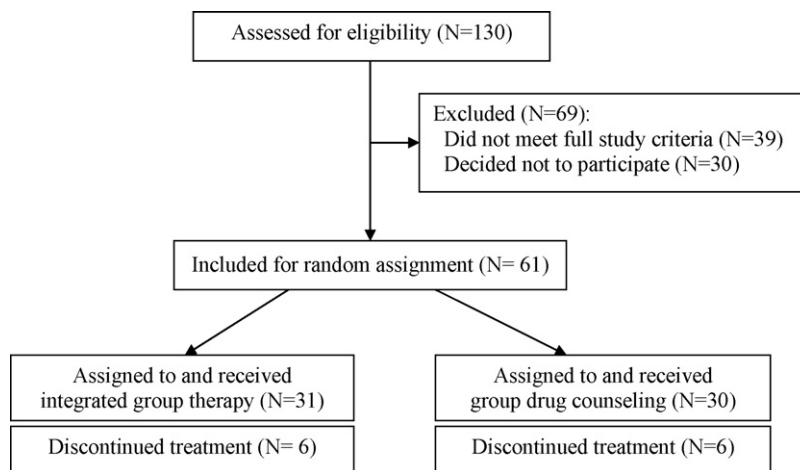 Assessed for eligibility (N=130)
Excluded (N=69):
Did not meet full study criteria (N=39)
Decided not to participate (N=30)
Included for random assignment (N= 61)
Assigned to and received
integrated group therapy (N=31)
Discontinued treatment (N= 6)
Assigned to and received
group drug counseling (N=30)
Discontinued treatment (N=6)